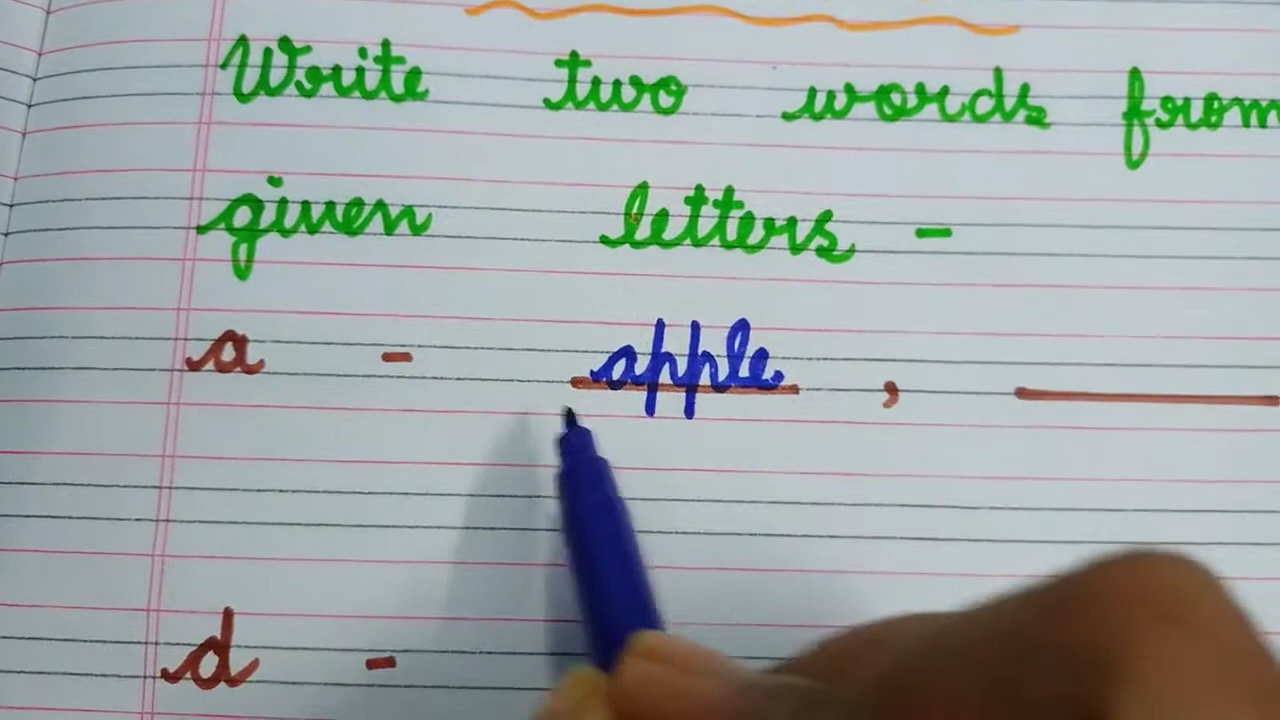 Write two words from
given letters -
a - apple , 
d -